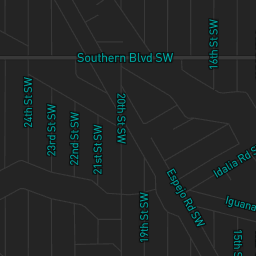 Southern Blvd SW
16th St SW
24th St SW
23rd St SW
22nd St SW
21st St SW
20th St SW
Idalia Rd SW
Espejo Rd SW
Iguana
19th St SW
15th S